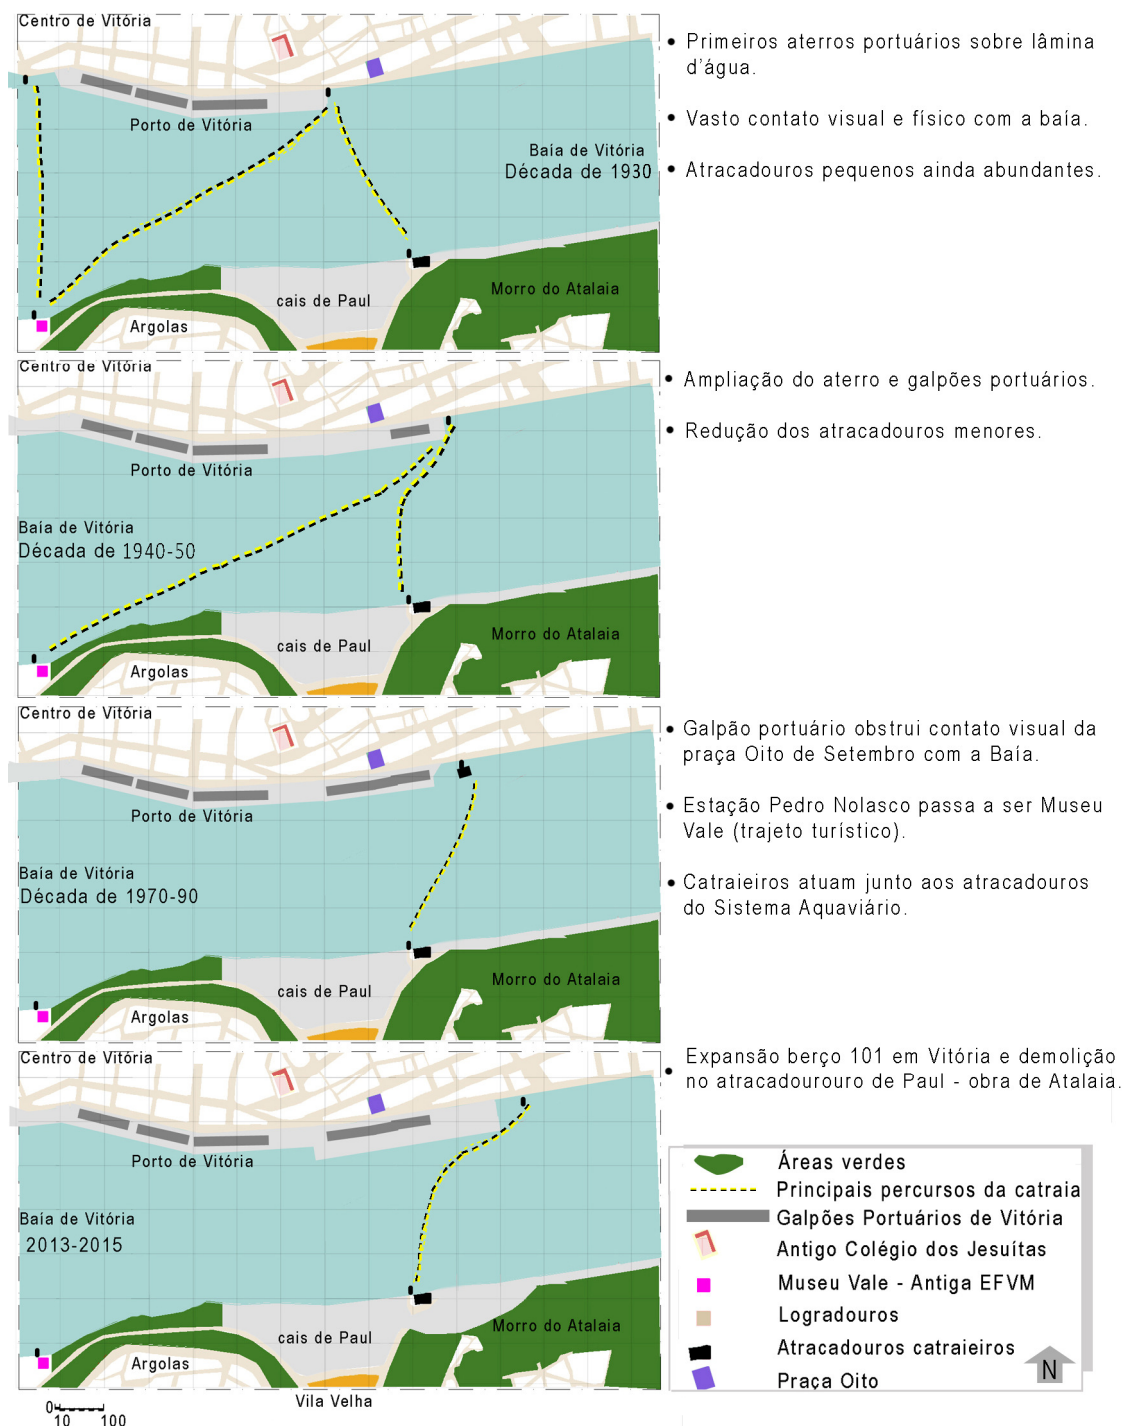 Centro de Vitória
Porto de Vitória
Baía de Vitória
Década de 1930
cais de Paul
Morro do Atalaia
Argolas
• Primeiros aterros portuários sobre lâmina
d'água.
• Vasto contato visual e físico com a baía.
• Atracadouros pequenos ainda abundantes.
Centro de Vitória
Porto de Vitória
Baía de Vitória
Década de 1940-50
cais de Paul
Morro do Atalaia
Argolas
• Ampliação do aterro e galpões portuários.
• Redução dos atracadouros menores.
Centro de Vitória
Porto de Vitória
Baía de Vitória
Década de 1970-90
cais de Paul
Morro do Atalaia
Argolas
• Galpão portuário obstrui contato visual da
praça Oito de Setembro com a Baía.
• Estação Pedro Nolasco passa a ser Museu
Vale (trajeto turístico).
• Catraieiros atuam junto aos atracadouros
do Sistema Aquaviário.
Centro de Vitória
Porto de Vitória
Baía de Vitória
2013-2015
cais de Paul
Morro do Atalaia
Argolas
Vila Velha
0
10 100
• Expansão berço 101 em Vitória e demolição
no atracadourouro de Paul - obra de Atalaia.
Áreas verdes
Principais percursos da catraia
Galpões Portuários de Vitória
Antigo Colégio dos Jesuítas
Museu Vale - Antiga EFVM
Logradouros
Atracadouros catraieiros
Praça Oito
N